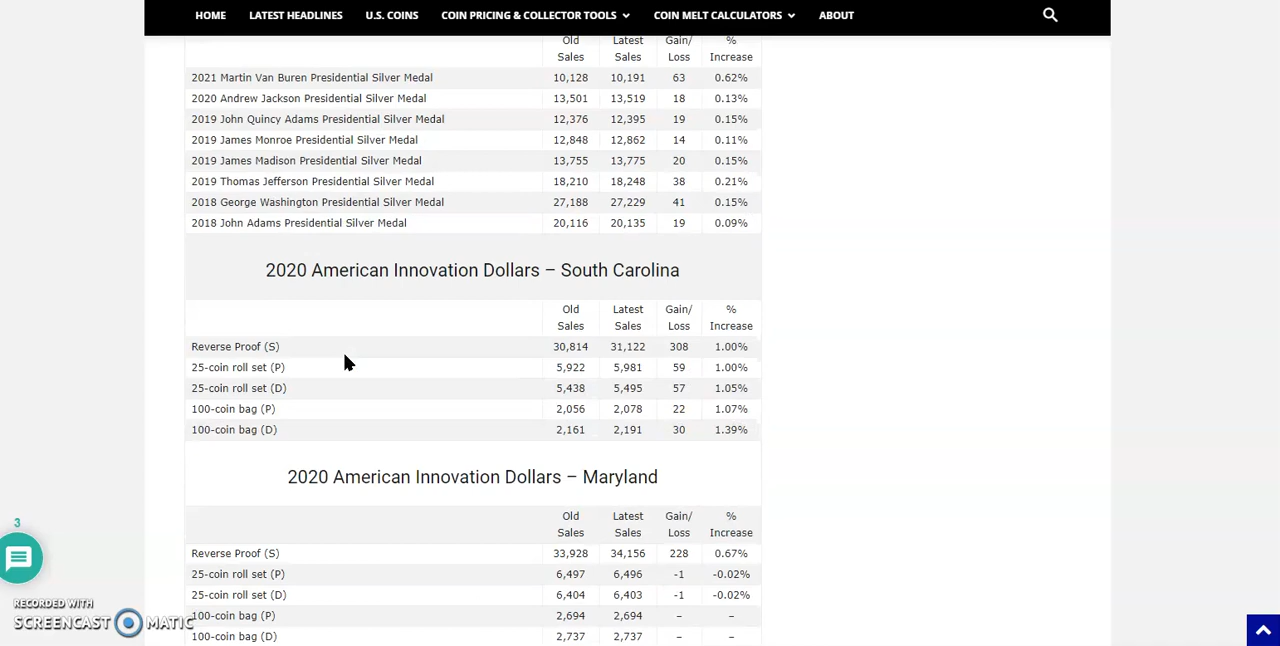 HOME LATEST HEADLINES U.S. COINS COIN PRICING & COLLECTOR TOOLS COIN MELT CALCULATORS ABOUT
Old Latest Gain/ %
Sales Sales Loss Increase
2021 Martin Van Buren Presidential Silver Medal 10,128 10,191 63 0.62%
2020 Andrew Jackson Presidential Silver Medal 13,501 13,519 18 0.13%
2019 John Quincy Adams Presidential Silver Medal 12,376 12,395 19 0.15%
2019 James Monroe Presidential Silver Medal 12,848 12,862 14 0.11%
2019 James Madison Presidential Silver Medal 13,755 13,775 20 0.15%
2019 Thomas Jefferson Presidential Silver Medal 18,210 18,248 38 0.21%
2018 George Washington Presidential Silver Medal 27,188 27,229 41 0.15%
2018 John Adams Presidential Silver Medal 20,116 20,135 19 0.09%
2020 American Innovation Dollars – South Carolina
Old Latest Gain/ %
Sales Sales Loss Increase
Reverse Proof (S) 30,814 31,122 308 1.00%
25-coin roll set (P) 5,922 5,981 59 1.00%
25-coin roll set (D) 5,438 5,495 57 1.05%
100-coin bag (P) 2,056 2,078 22 1.07%
100-coin bag (D) 2,161 2,191 30 1.39%
2020 American Innovation Dollars – Maryland
Old Latest Gain/ %
Sales Sales Loss Increase
Reverse Proof (S) 33,928 34,156 228 0.67%
25-coin roll set (P) 6,497 6,496 -1 -0.02%
25-coin roll set (D) 6,404 6,403 -1 -0.02%
100-coin bag (P) 2,694 2,694 – –
100-coin bag (D) 2,737 2,737 – –
3
RECORDED WITH
SCREENCAST MATIC